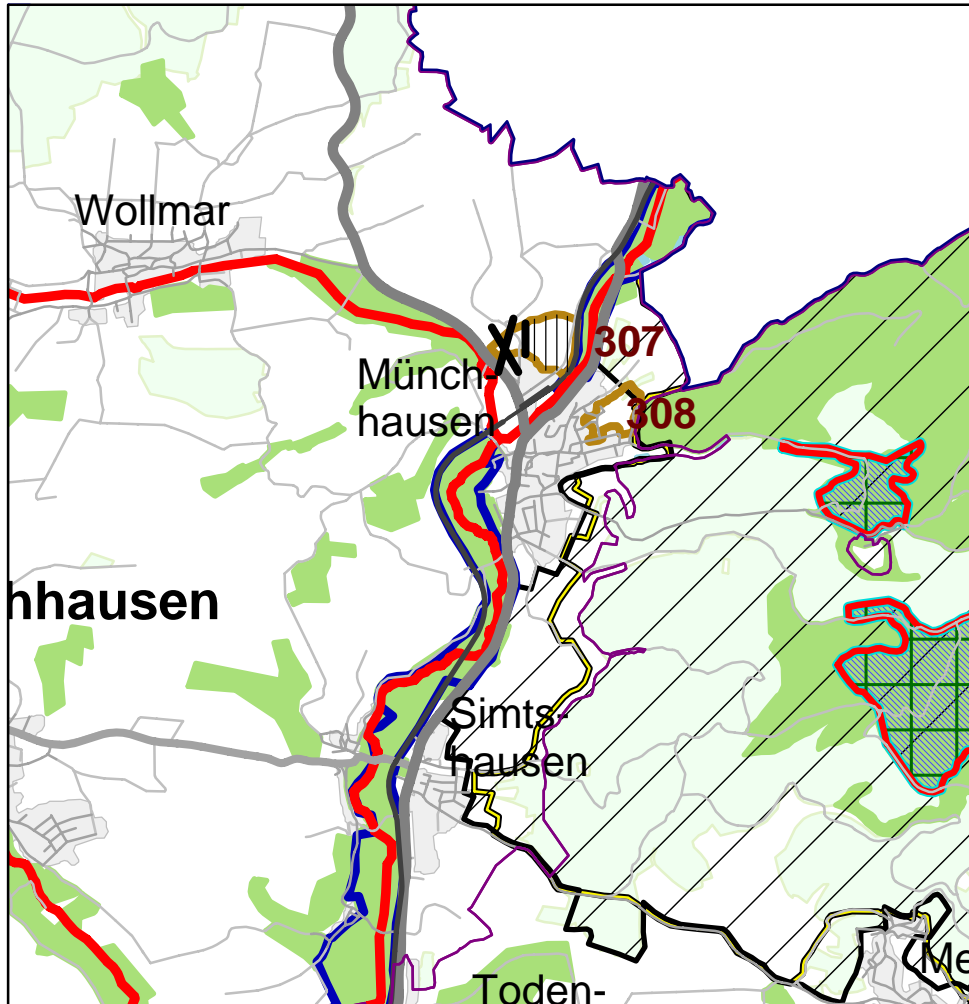 Wollmar
XI
307
Münch-
hausen
308
hhausen
Simts-
hausen
Me
Toden-